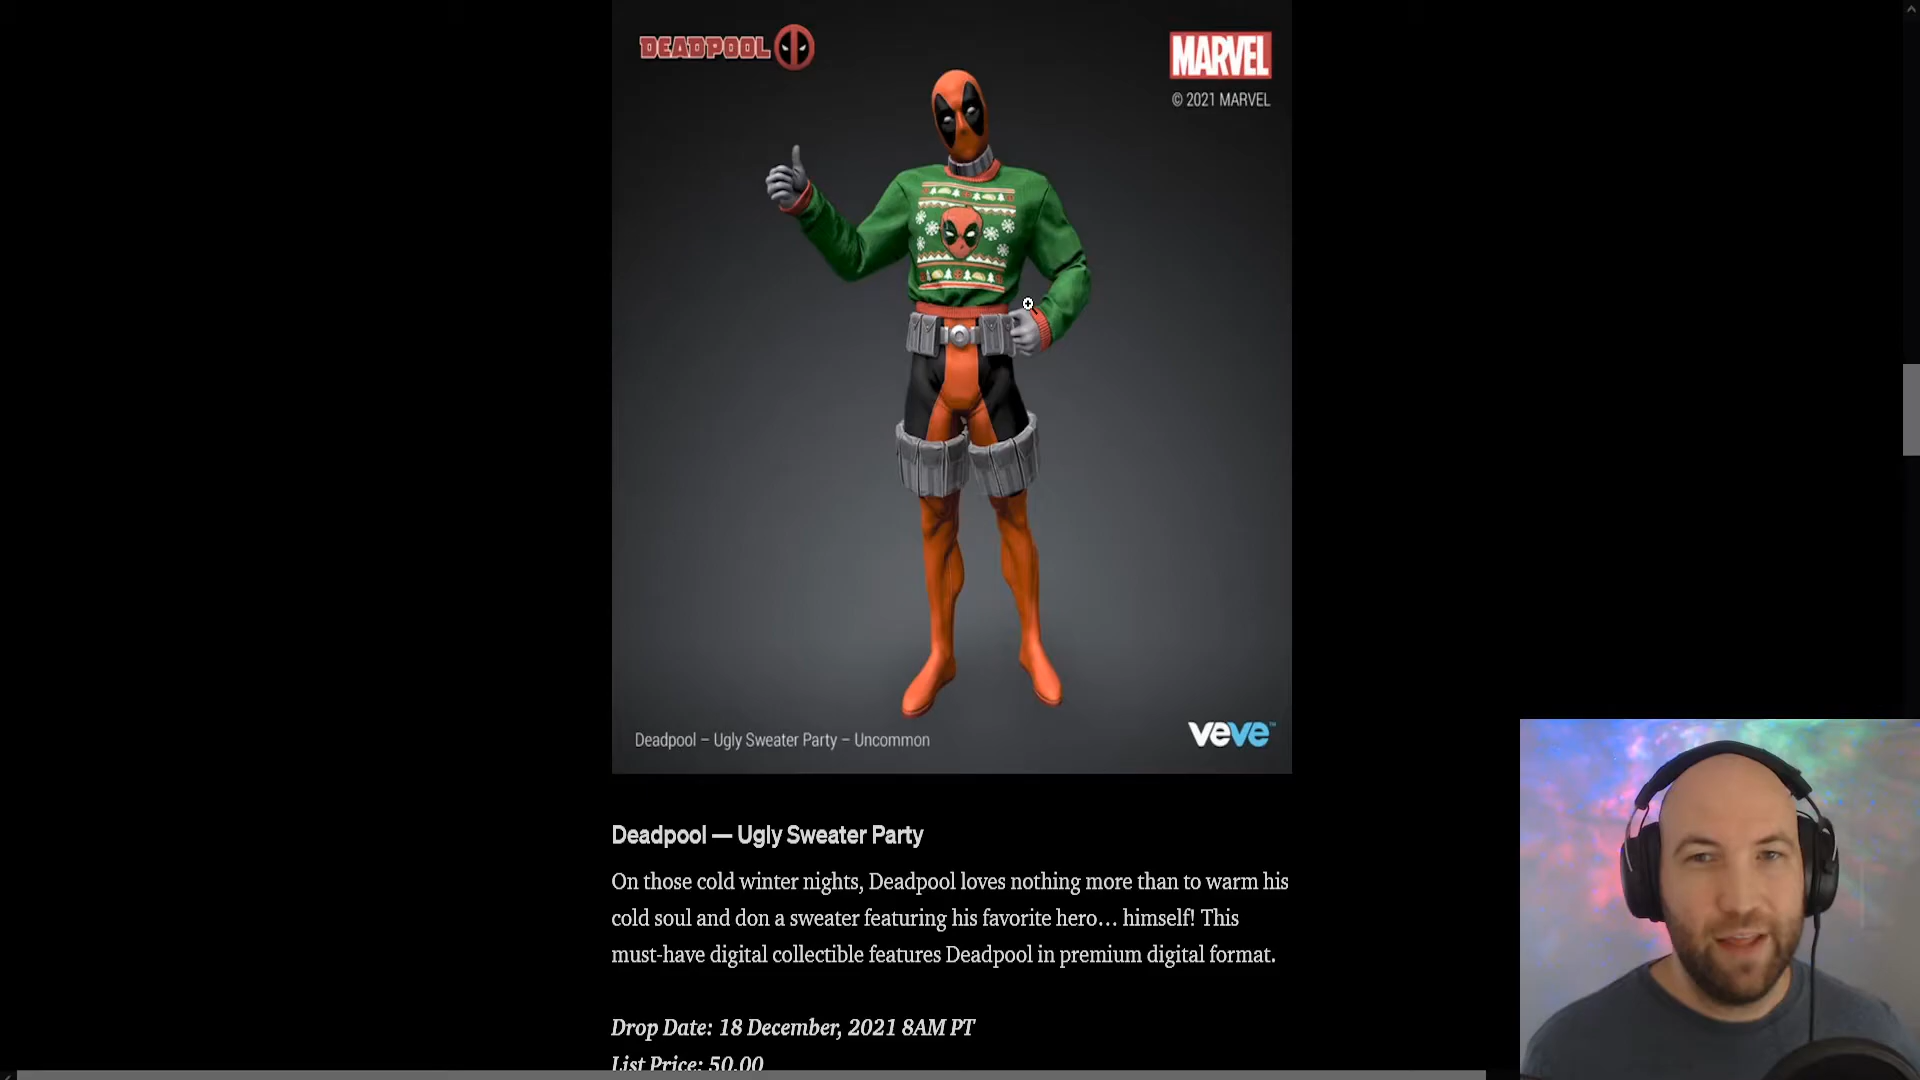 DEADPOOL
MARVEL
© 2021 MARVEL
Deadpool – Ugly Sweater Party – Uncommon
veve™
Deadpool — Ugly Sweater Party
On those cold winter nights, Deadpool loves nothing more than to warm his
cold soul and don a sweater featuring his favorite hero… himself! This
must-have digital collectible features Deadpool in premium digital format.
Drop Date: 18 December, 2021 8AM PT
List Price: 50.00